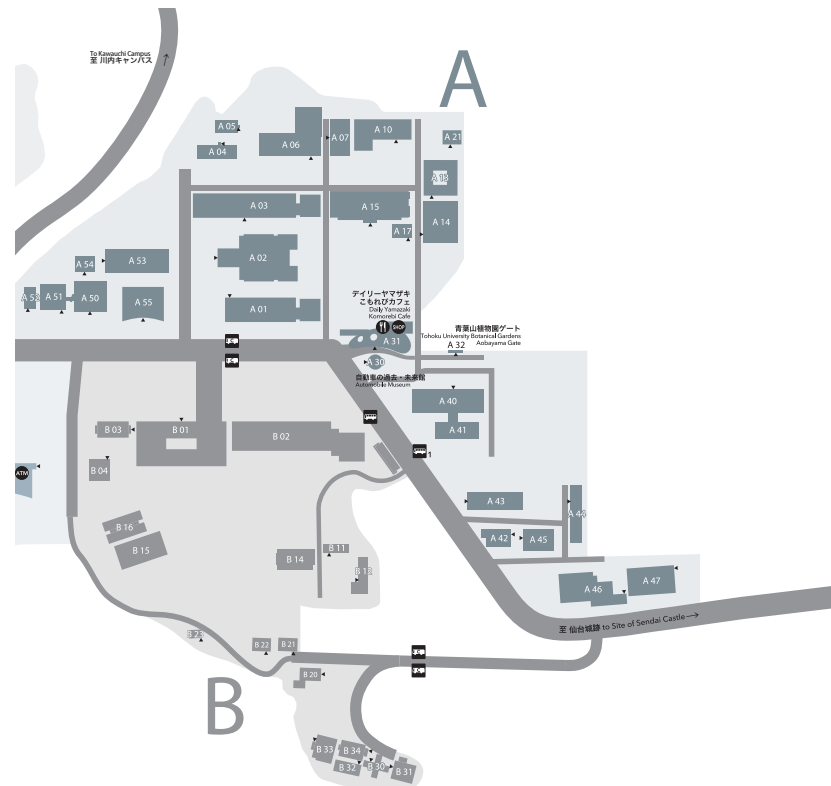 To Kawauchi Campus
至 川内キャンパス
A
A 05
A 04
A 06
A 07
A 10
A 21
A 13
A 03
A 15
A 14
A 17
A 02
A 54
A 53
A 52
A 51
A 50
A 55
A 01
デイリーヤマザキ
こもれびカフェ
Daily Yamazaki
Komorebi Cafe
SHOP
A 31
青葉山植物園ゲート
Tohoku University Botanical Gardens
Aobayama Gate
A 32
A 30
自動車の過去・未来館
Automobile Museum
A 40
A 41
B 03
B 01
B 02
1
B 04
ATM
A 43
A 44
A 42
A 45
B 16
B 15
B 11
B 14
A 46
A 47
至 仙台城跡 to Site of Sendai Castle→
B 23
B 22
B 21
B 20
B
B 33
B 34
B 32
B 30
B 31